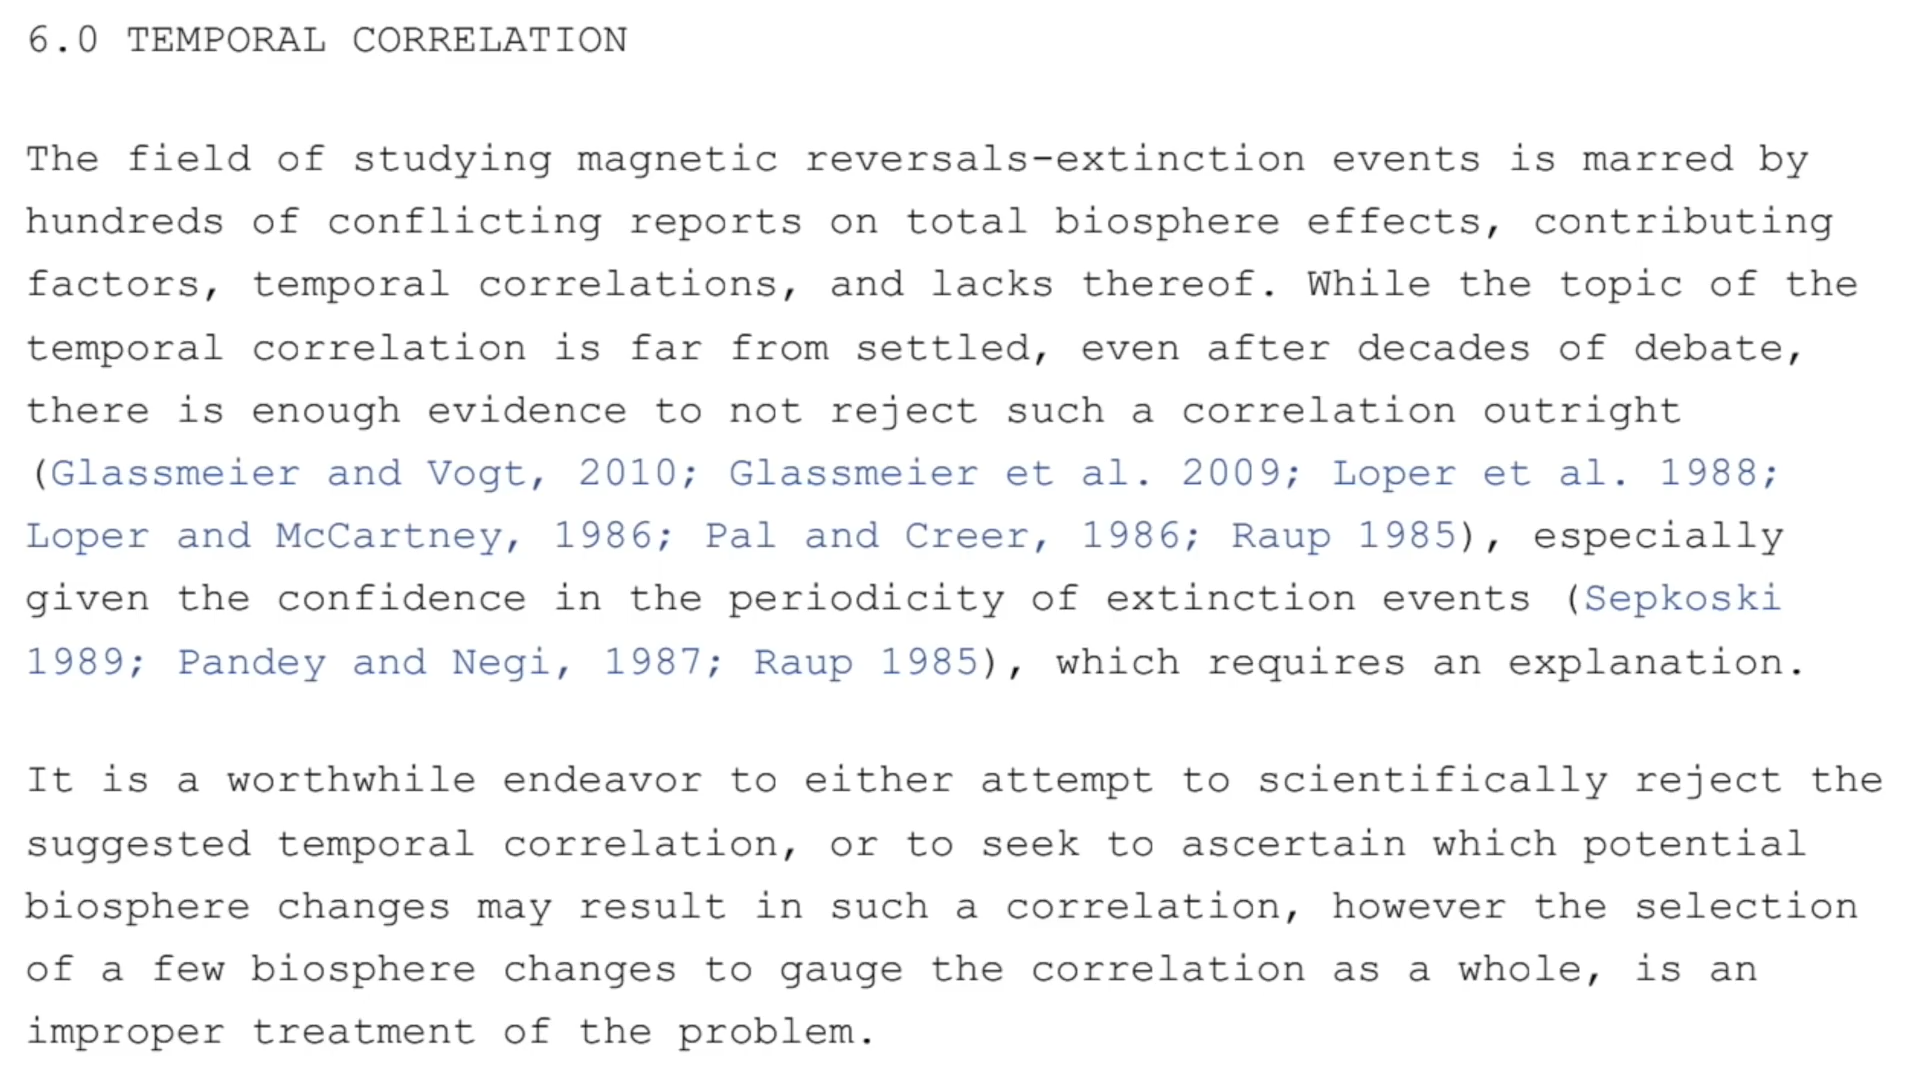 6.0 TEMPORAL CORRELATION
The field of studying magnetic reversals-extinction events is marred by
hundreds of conflicting reports on total biosphere effects, contributing
factors, temporal correlations, and lacks thereof. While the topic of the
temporal correlation is far from settled, even after decades of debate,
there is enough evidence to not reject such a correlation outright
(Glassmeier and Vogt, 2010; Glassmeier et al. 2009; Loper et al. 1988;
Loper and McCartney, 1986; Pal and Creer, 1986; Raup 1985), especially
given the confidence in the periodicity of extinction events (Sepkoski
1989; Pandey and Negi, 1987; Raup 1985), which requires an explanation.
It is a worthwhile endeavor to either attempt to scientifically reject the
suggested temporal correlation, or to seek to ascertain which potential
biosphere changes may result in such a correlation, however the selection
of a few biosphere changes to gauge the correlation as a whole, is an
improper treatment of the problem.